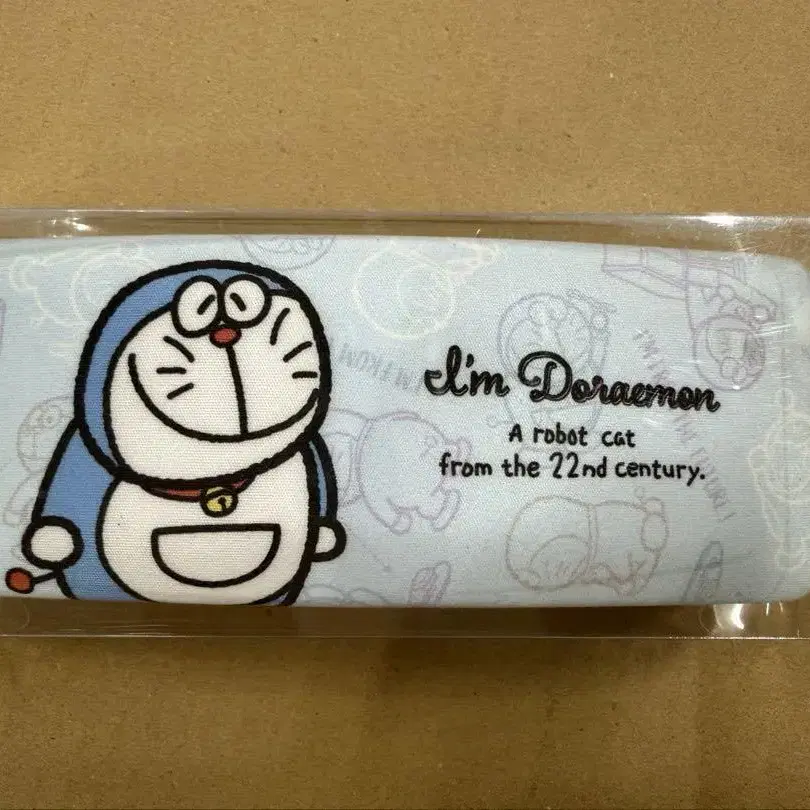 I'm Doraemon
A robot cat
from the 22nd century.